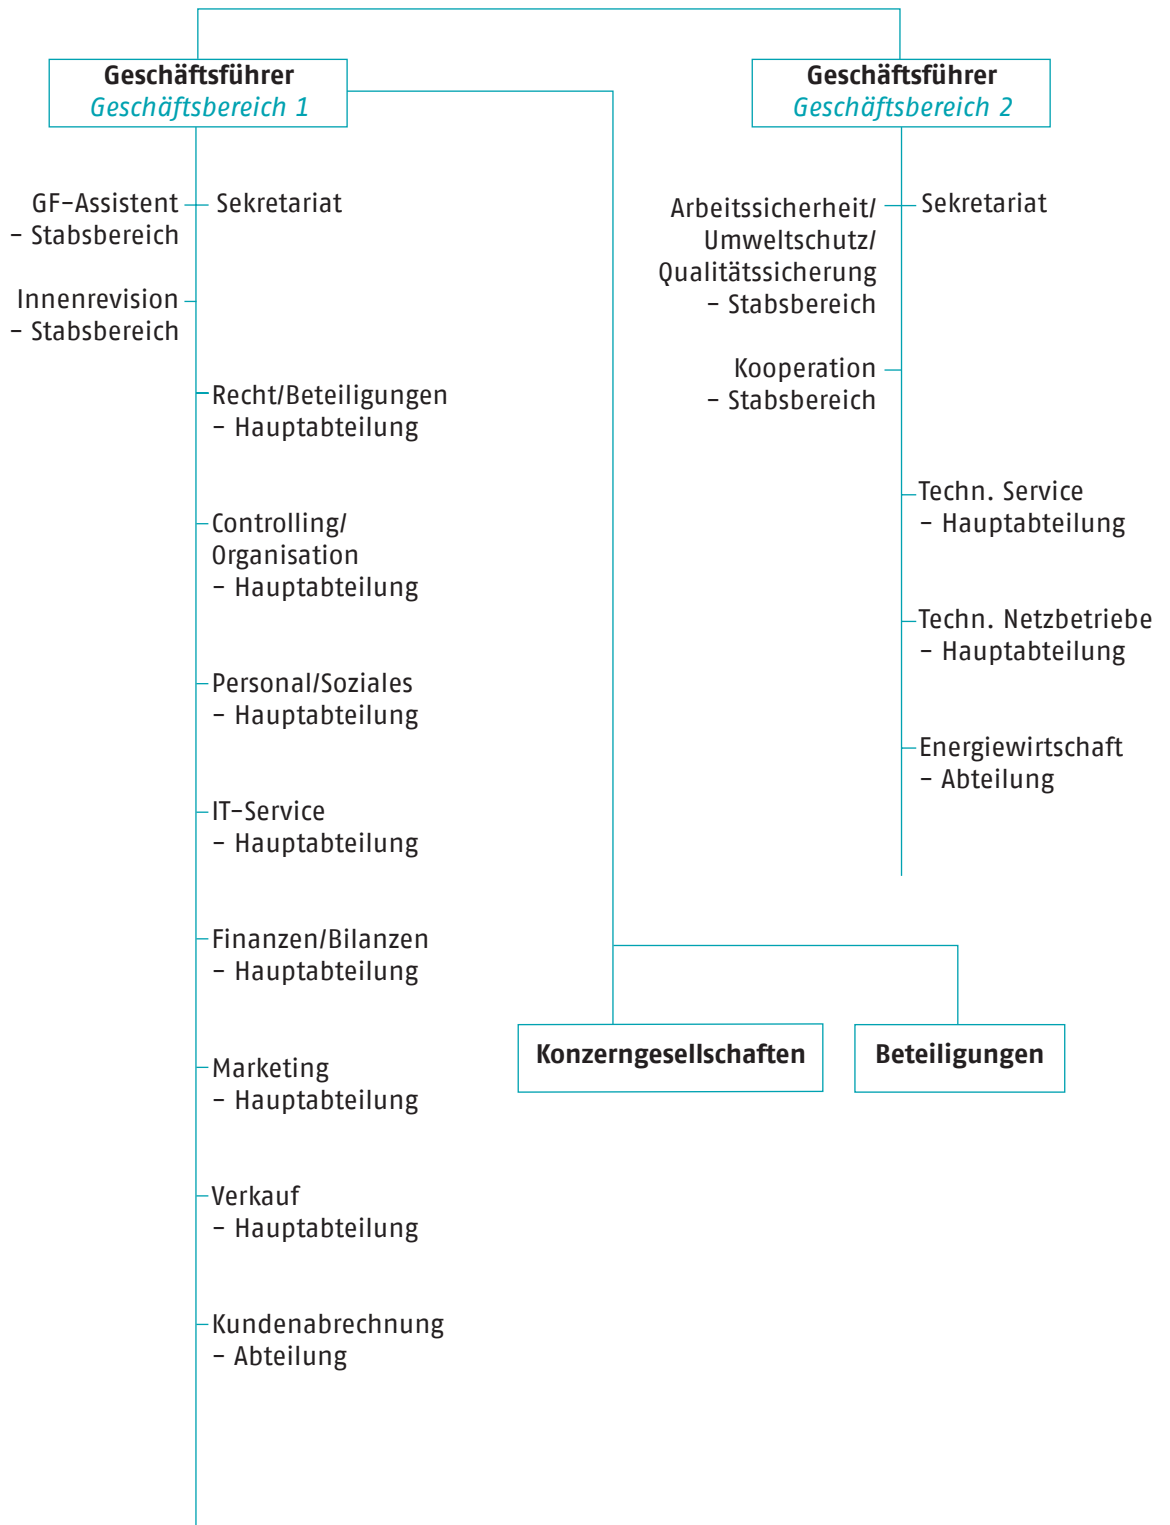 Geschäftsführer
Geschäftsbereich 1
GF-Assistent
- Stabsbereich
Sekretariat
Innenrevision
- Stabsbereich
Recht/Beteiligungen
- Hauptabteilung
Controlling/
Organisation
- Hauptabteilung
Personal/Soziales
- Hauptabteilung
IT-Service
- Hauptabteilung
Finanzen/Bilanzen
- Hauptabteilung
Marketing
- Hauptabteilung
Verkauf
- Hauptabteilung
Kundenabrechnung
- Abteilung
Geschäftsführer
Geschäftsbereich 2
Arbeitssicherheit/
Umweltschutz/
Qualitätssicherung
- Stabsbereich
Sekretariat
Kooperation
- Stabsbereich
Techn. Service
- Hauptabteilung
Techn. Netzbetriebe
- Hauptabteilung
Energiewirtschaft
- Abteilung
Konzerngesellschaften
Beteiligungen